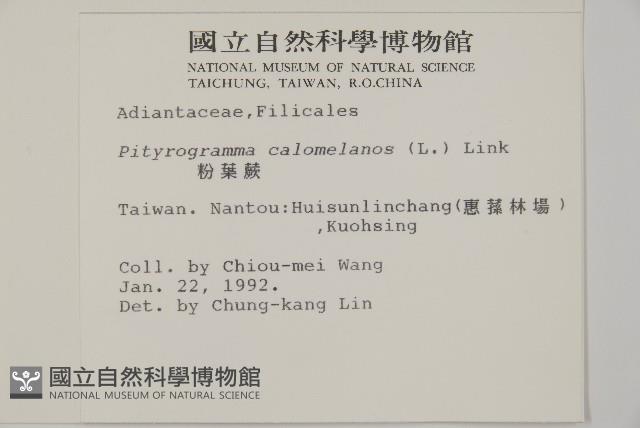 國立自然科學博物館
NATIONAL MUSEUM OF NATURAL SCIENCE
TAICHUNG, TAIWAN, R.O.CHINA
Adiantaceae,Filicales
Pityrogramma calomelanos (L.) Link
粉葉蕨
Taiwan. Nantou:Huisunlinchang(惠蓀林場)
,Kuohsing
Coll. by Chiou-mei Wang
Jan. 22, 1992.
Det. by Chung-kang Lin
國立自然科學博物館
NATIONAL MUSEUM OF NATURAL SCIENCE